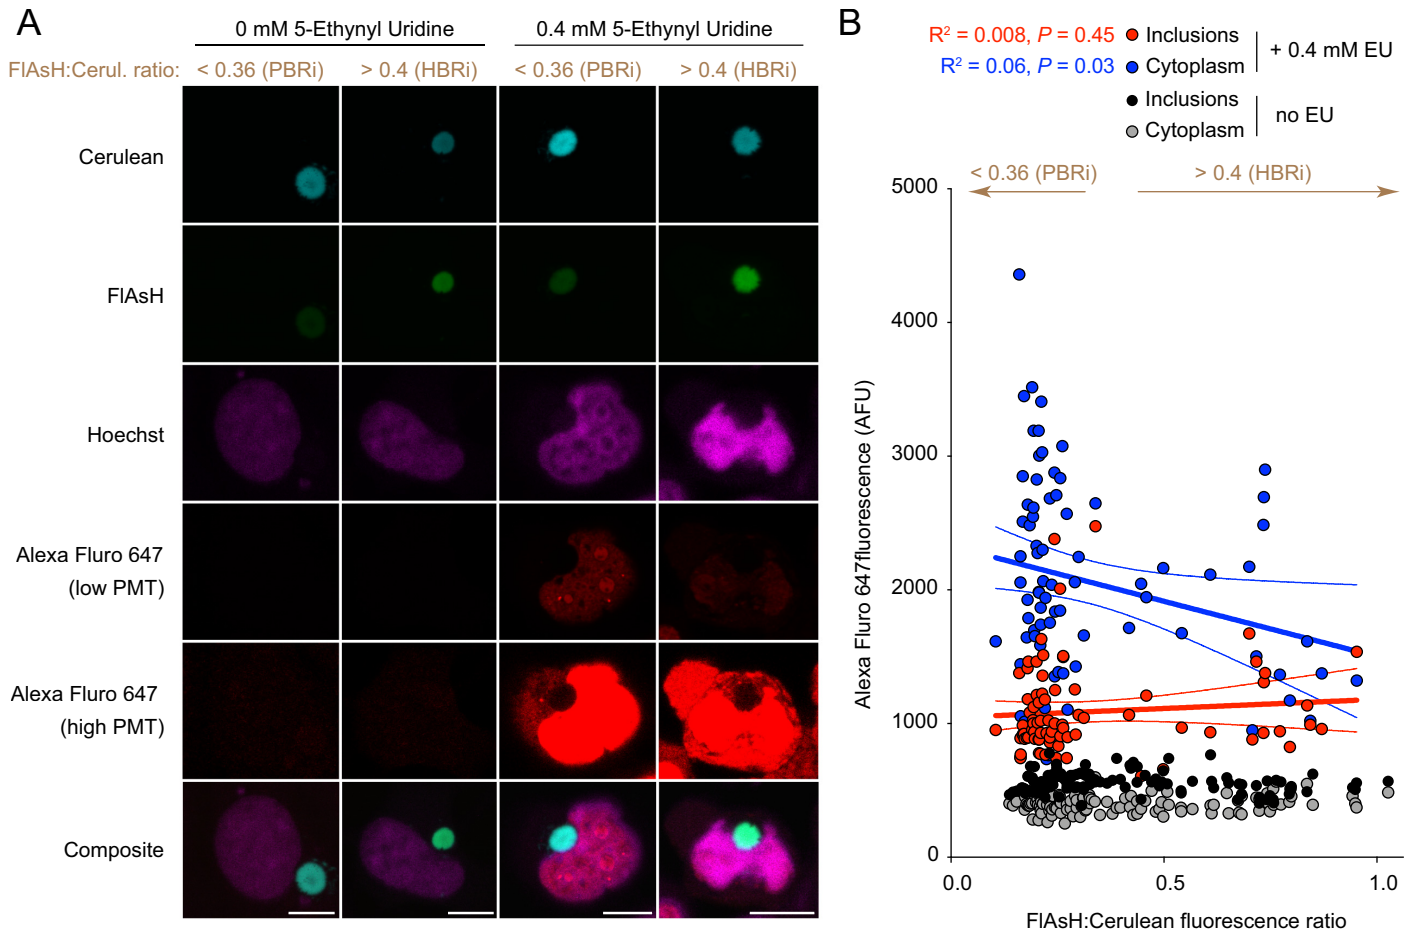 A
0 mM 5-Ethynyl Uridine
0.4 mM 5-Ethynyl Uridine
FlAsH:Cerul. ratio:
< 0.36 (PBRi)
> 0.4 (HBRi)
< 0.36 (PBRi)
> 0.4 (HBRi)
Cerulean
FlAsH
Hoechst
Alexa Fluro 647
(low PMT)
Alexa Fluro 647
(high PMT)
Composite
B
R² = 0.008, P = 0.45
Inclusions
R² = 0.06, P = 0.03
Cytoplasm
+ 0.4 mM EU
Inclusions
Cytoplasm
no EU
< 0.36 (PBRi)
> 0.4 (HBRi)
Alexa Fluro 647fluorescence (AFU)
5000
4000
3000
2000
1000
0
0.0
0.5
1.0
FlAsH:Cerulean fluorescence ratio